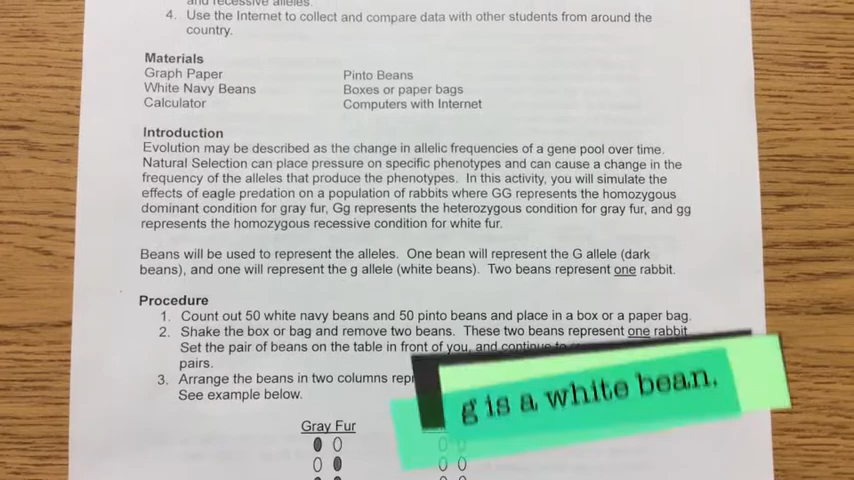 and recessive alleles.
4. Use the Internet to collect and compare data with other students from around the
country.
Materials
Graph Paper Pinto Beans
White Navy Beans Boxes or paper bags
Calculator Computers with Internet
Introduction
Evolution may be described as the change in allelic frequencies of a gene pool over time.
Natural Selection can place pressure on specific phenotypes and can cause a change in the
frequency of the alleles that produce the phenotypes. In this activity, you will simulate the
effects of eagle predation on a population of rabbits where GG represents the homozygous
dominant condition for gray fur, Gg represents the heterozygous condition for gray fur, and gg
represents the homozygous recessive condition for white fur.
Beans will be used to represent the alleles. One bean will represent the G allele (dark
beans), and one will represent the g allele (white beans). Two beans represent one rabbit.
Procedure
1. Count out 50 white navy beans and 50 pinto beans and place in a box or a paper bag.
2. Shake the box or bag and remove two beans. These two beans represent one rabbit
Set the pair of beans on the table in front of you, and continue
pairs.
3. Arrange the beans in two columns
See example below.
g is a white bean.
Gray Fur